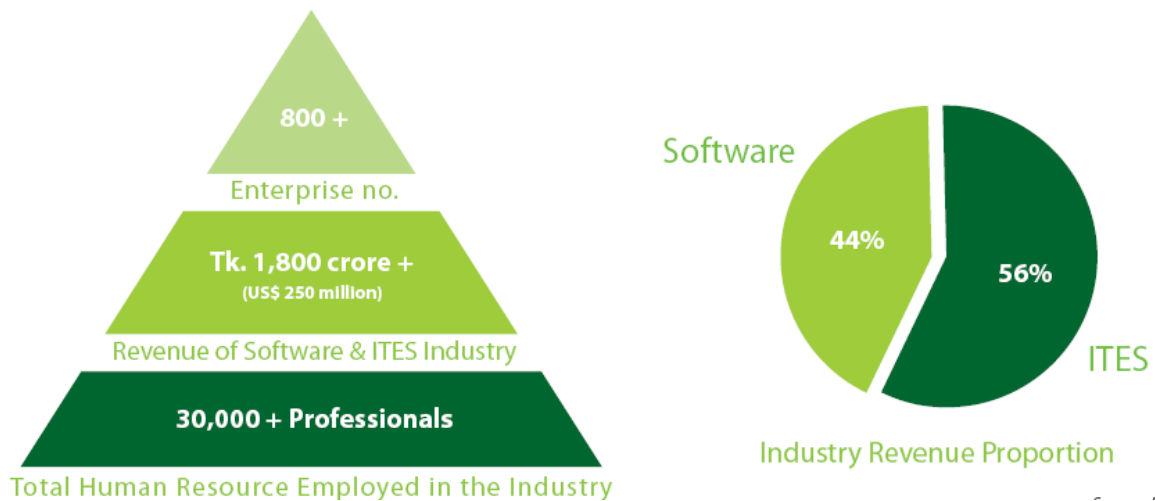 800 +
Enterprise no.
Tk. 1,800 crore +
(US$ 250 million)
Revenue of Software & ITES Industry
30,000 + Professionals
Total Human Resource Employed in the Industry
Software
44%
56%
ITES
Industry Revenue Proportion